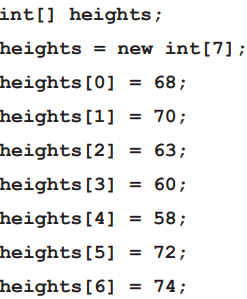 int[] heights;
heights = new int[7];
heights[0] = 68;
heights[1] = 70;
heights[2] = 63;
heights[3] = 60;
heights[4] = 58;
heights[5] = 72;
heights[6] = 74;